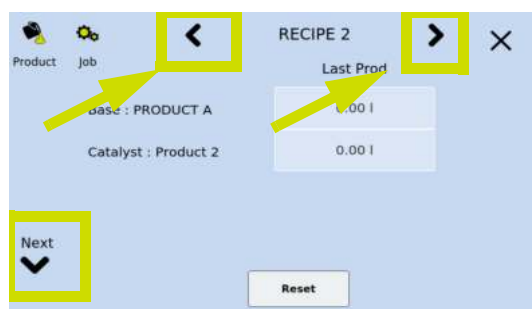 RECIPE 2
Product Job
Last Prod
Base : PRODUCT A 0.00 l
Catalyst : Product 2 0.00 l
Next
Reset